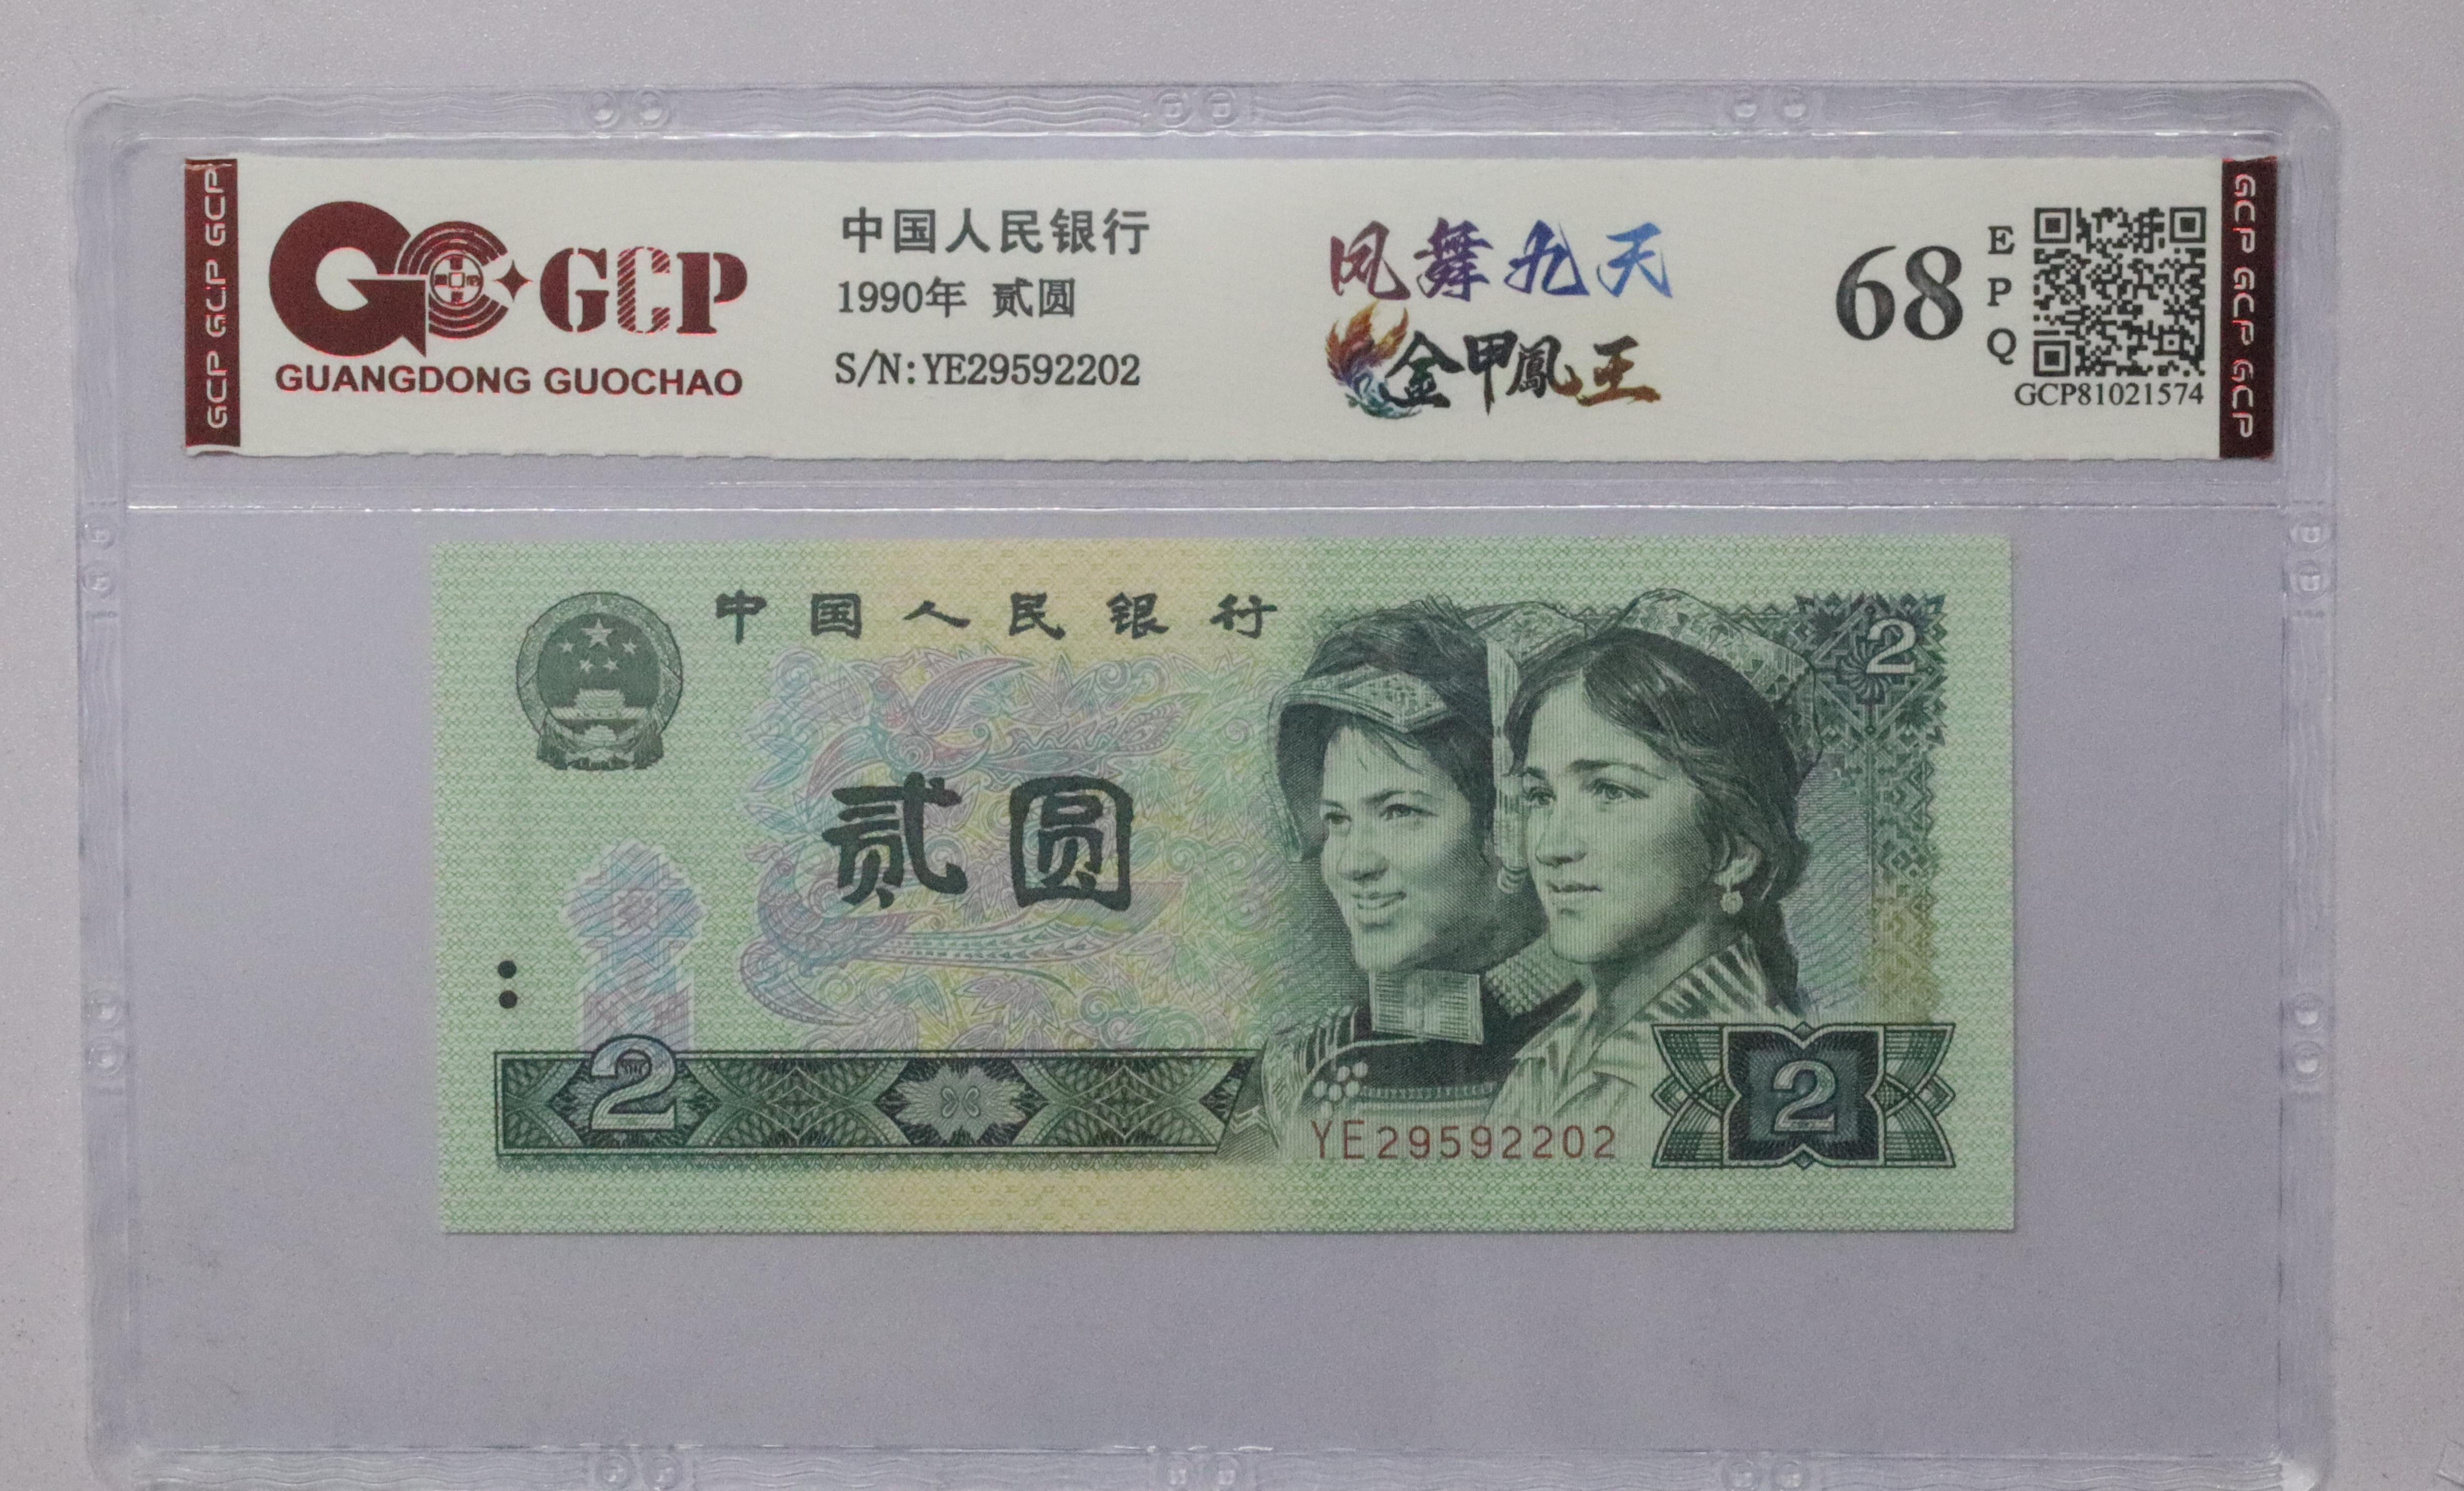 GCP GCP GCP
GCP
GUANGDONG GUOCHAO
中国人民银行
1990年 贰圆
S/N:YE29592202
凤舞九天
金甲鳳王
68
E
P
Q
GCP81021574
GCP GCP GCP
中国人民银行
2
贰圆
2
YE29592202
2